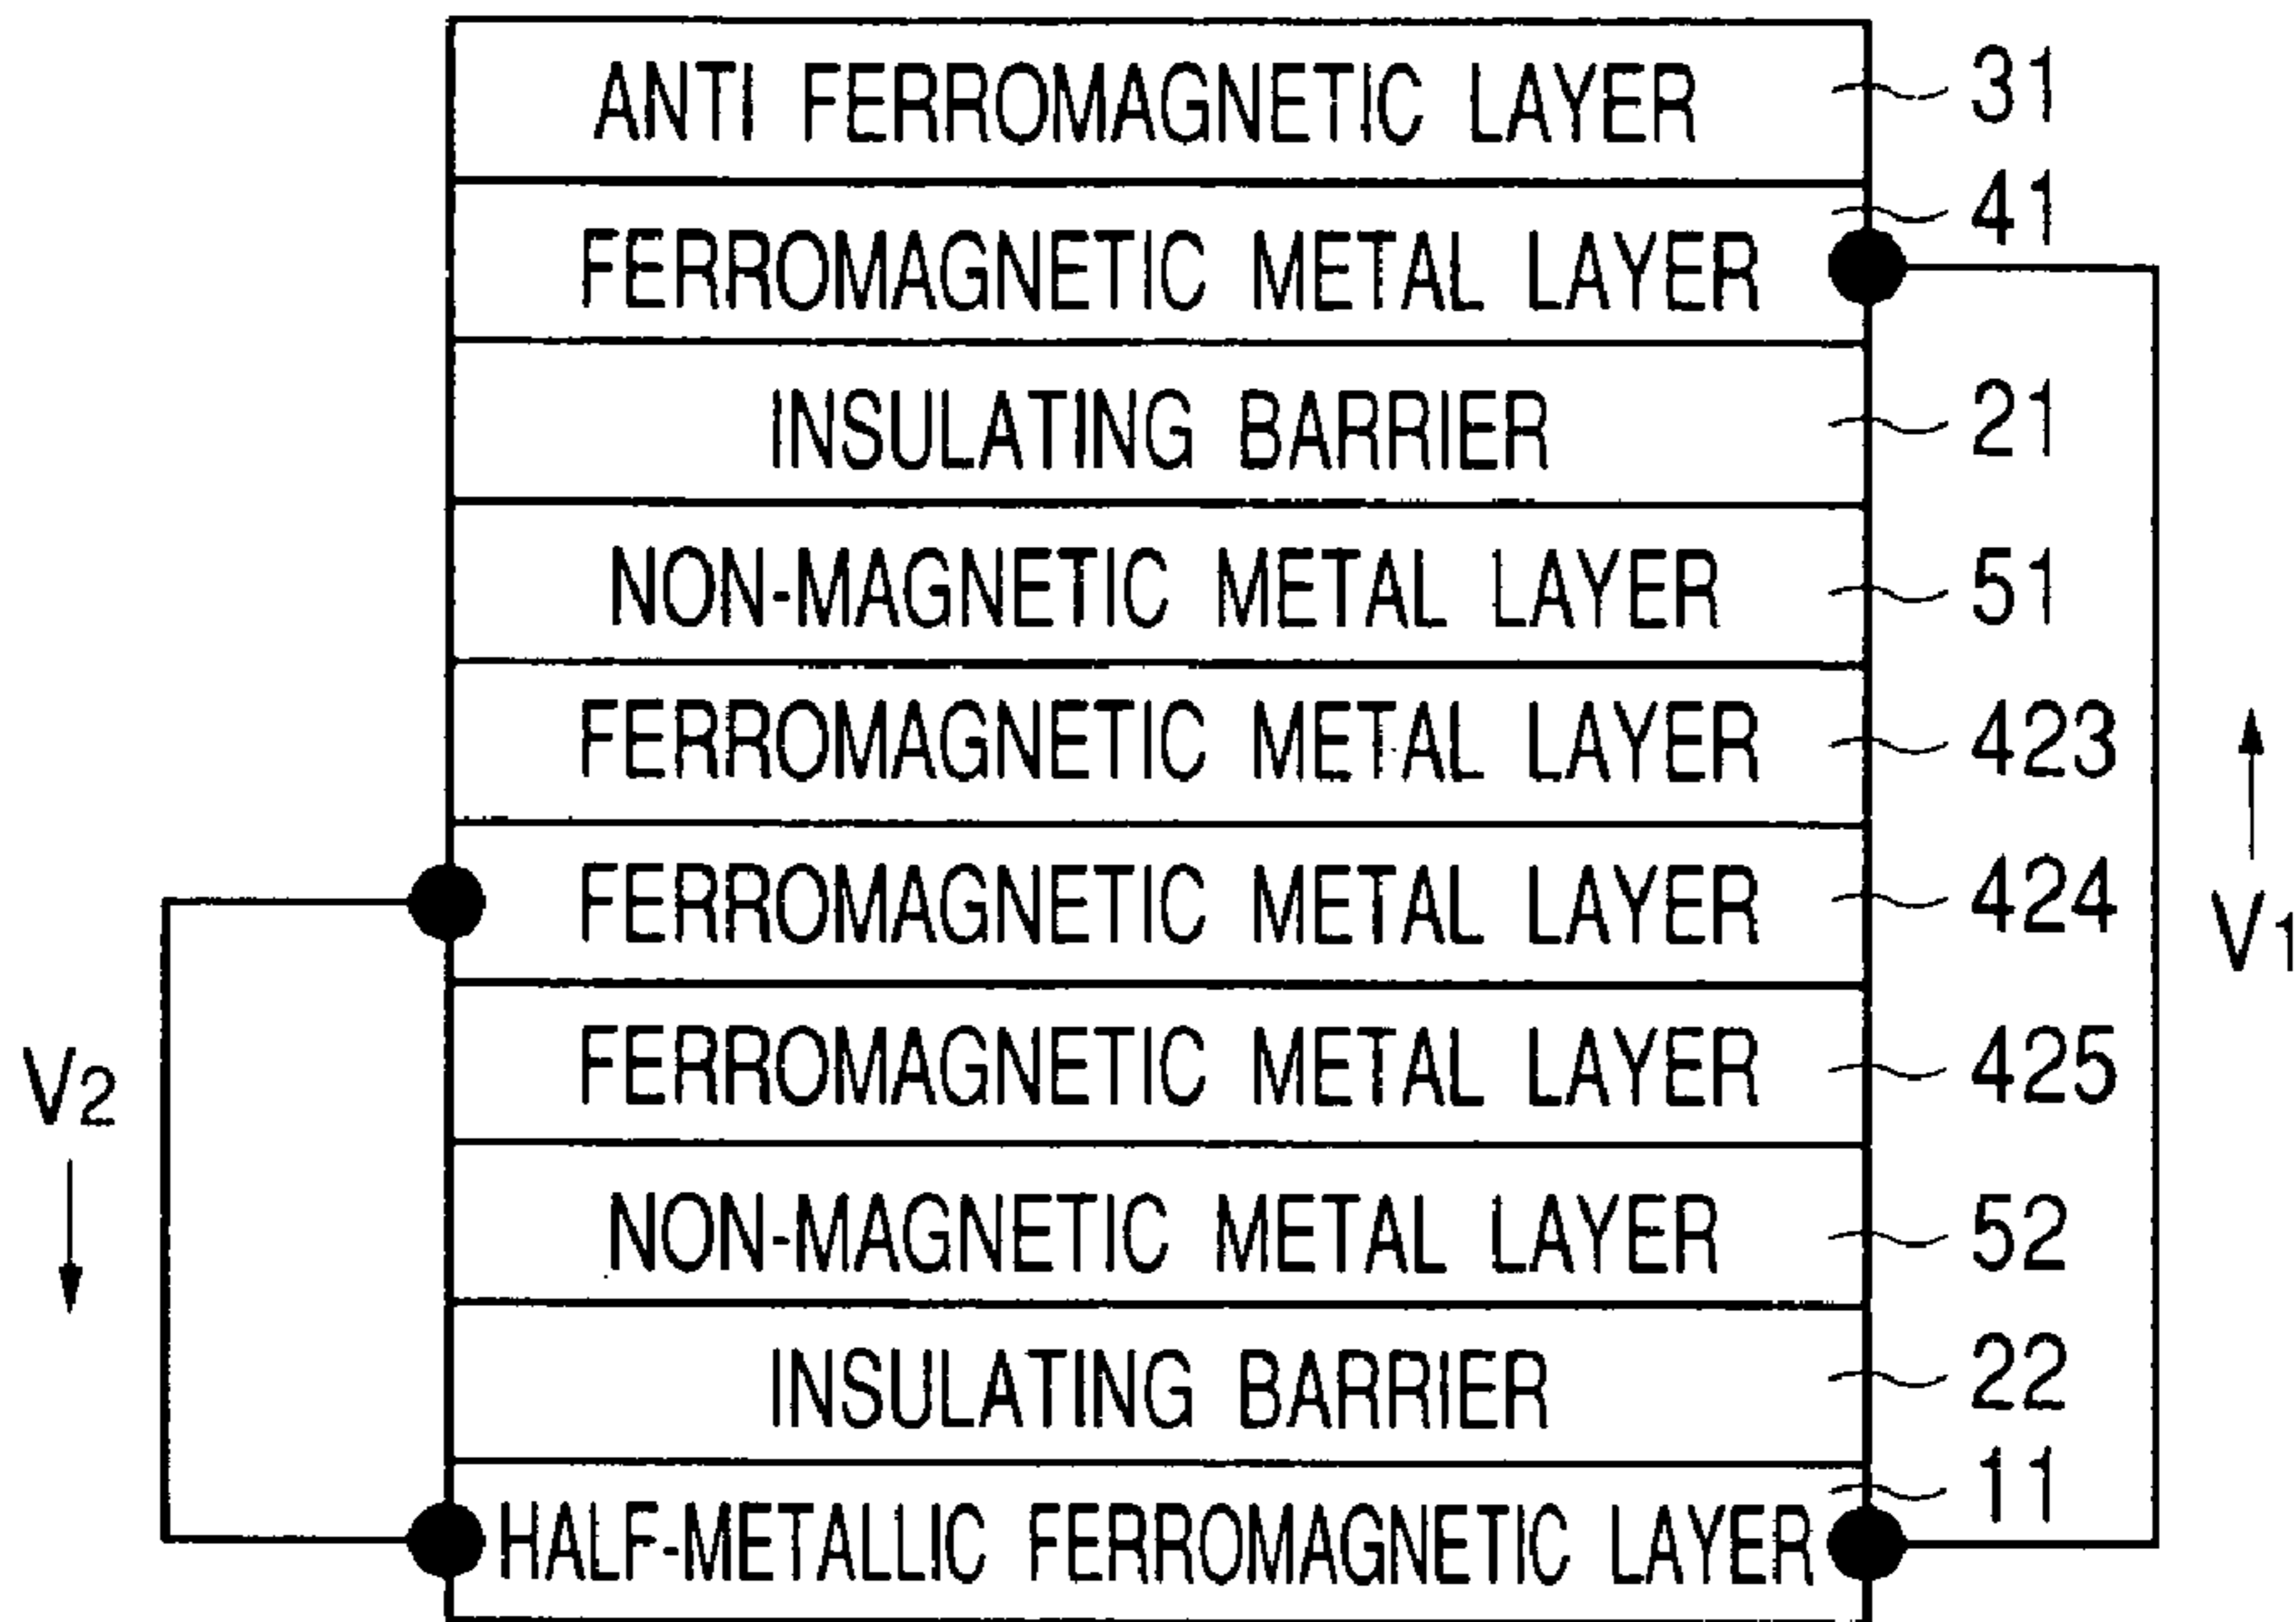 ANTI FERROMAGNETIC LAYER 31
41
FERROMAGNETIC METAL LAYER
INSULATING BARRIER 21
NON-MAGNETIC METAL LAYER 51
FERROMAGNETIC METAL LAYER 423
FERROMAGNETIC METAL LAYER 424
V1
FERROMAGNETIC METAL LAYER 425
V2
NON-MAGNETIC METAL LAYER 52
INSULATING BARRIER 22
11
HALF-METALLIC FERROMAGNETIC LAYER